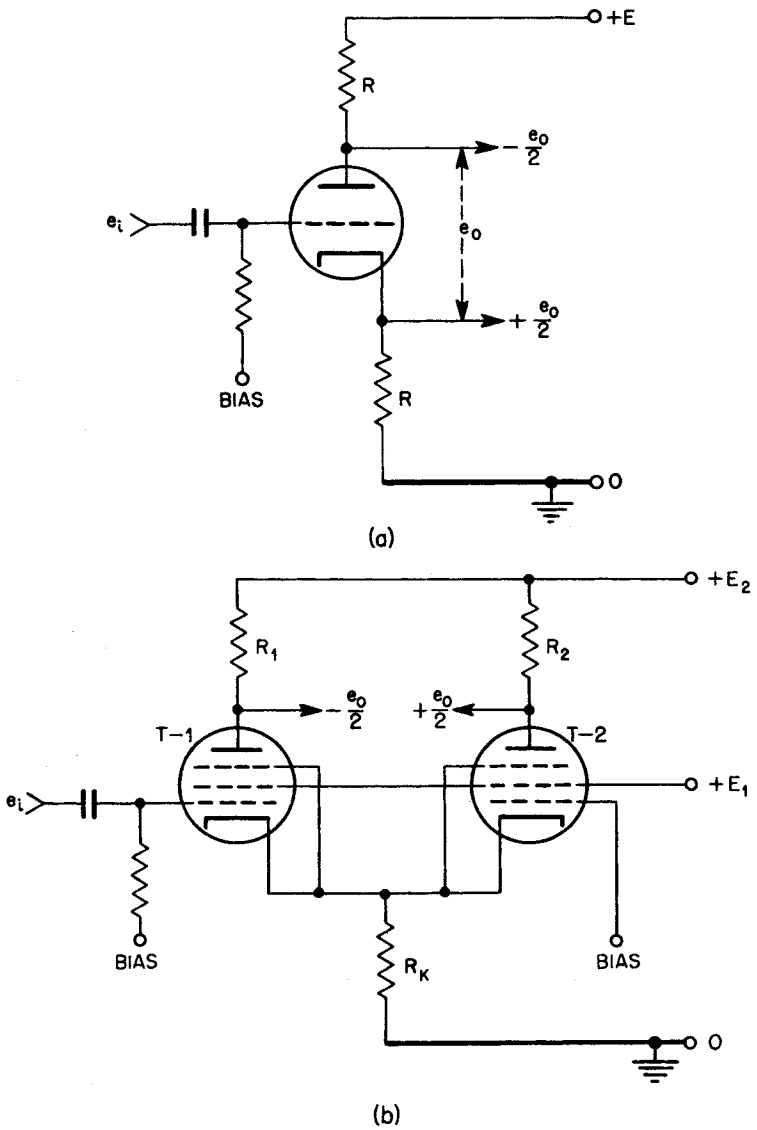 +E
R
- e₀/2
eᵢ
e₀
+ e₀/2
BIAS
R
0
(a)
+E₂
R₁
R₂
- e₀/2
+ e₀/2
T-1
T-2
eᵢ
+E₁
BIAS
BIAS
R_K
0
(b)